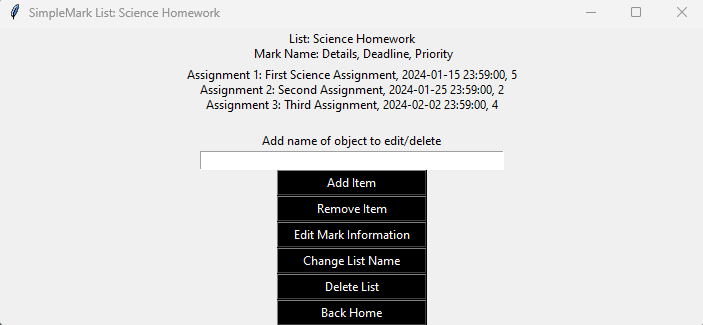 SimpleMark List: Science Homework
List: Science Homework
Mark Name: Details, Deadline, Priority
Assignment 1: First Science Assignment, 2024-01-15 23:59:00, 5
Assignment 2: Second Assignment, 2024-01-25 23:59:00, 2
Assignment 3: Third Assignment, 2024-02-02 23:59:00, 4
Add name of object to edit/delete
Add Item
Remove Item
Edit Mark Information
Change List Name
Delete List
Back Home